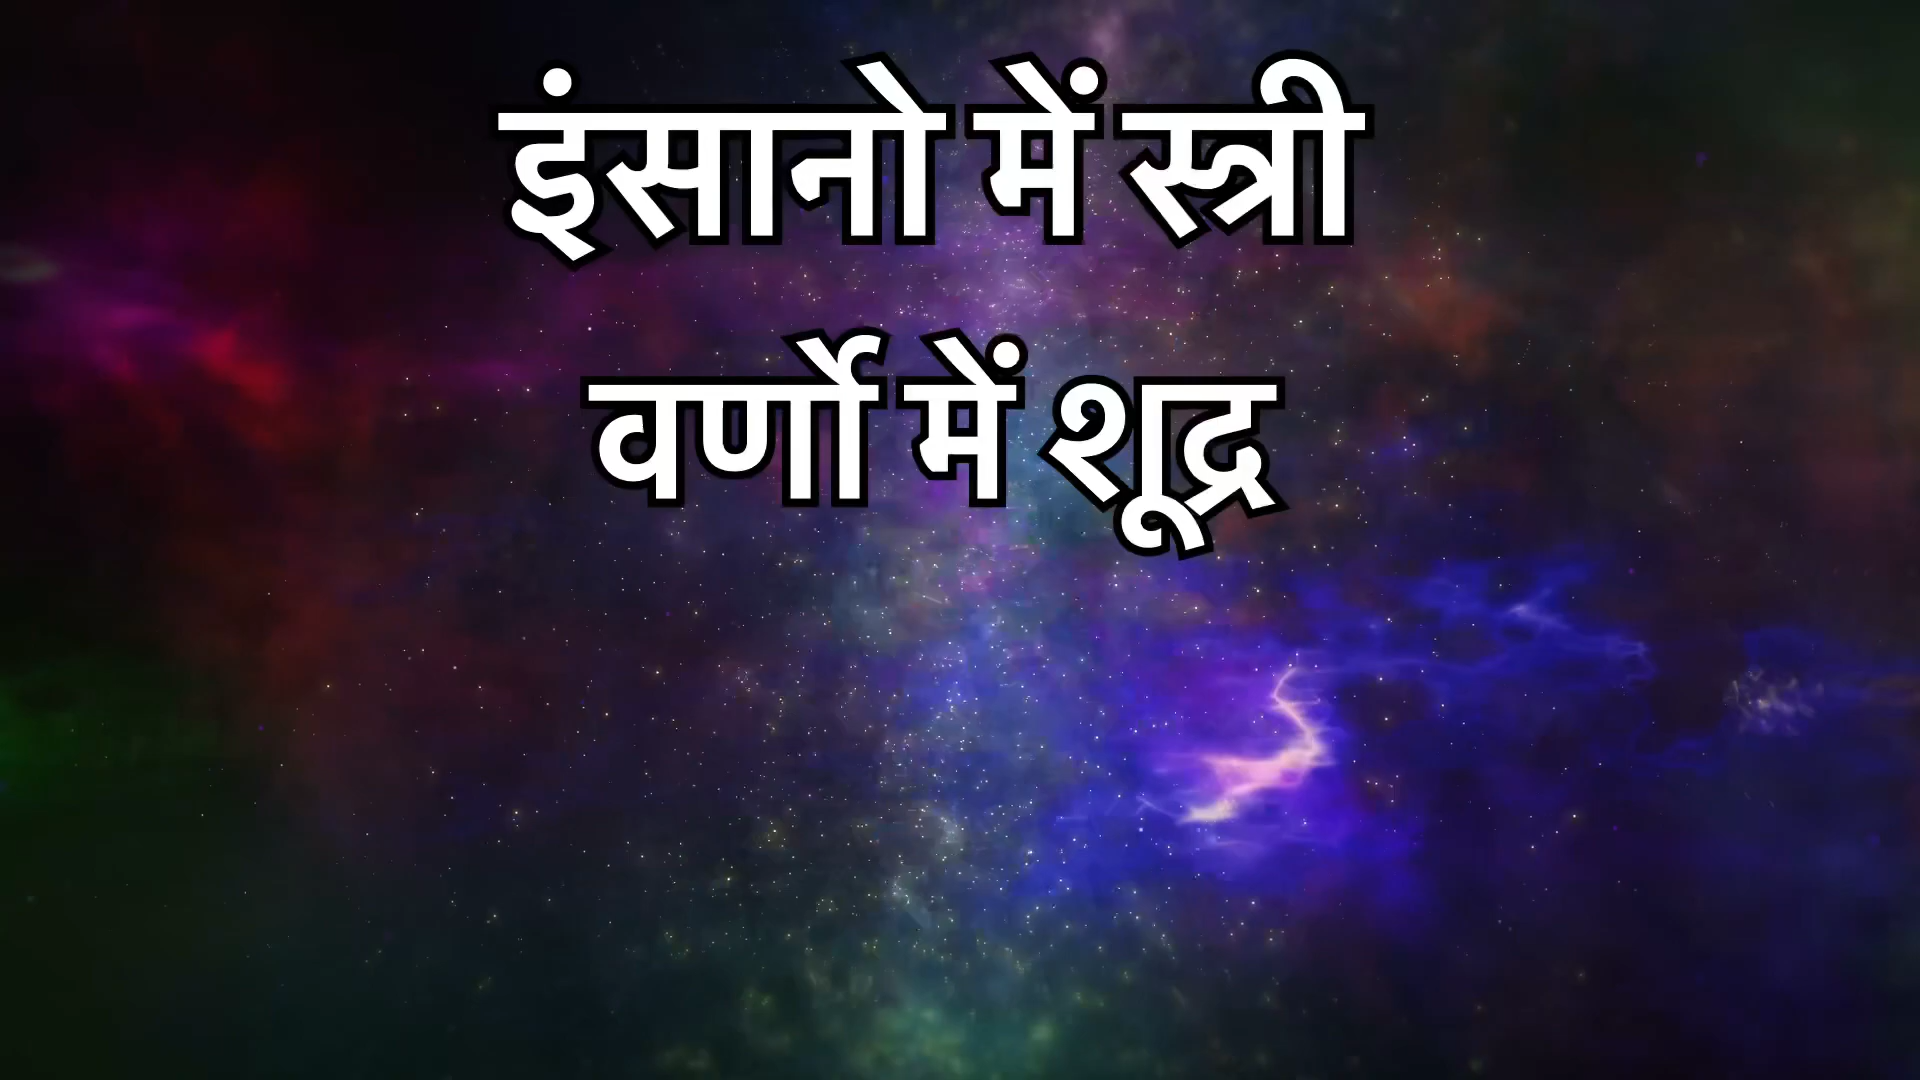 इंसानो में स्त्री
वर्णो में शूद्र